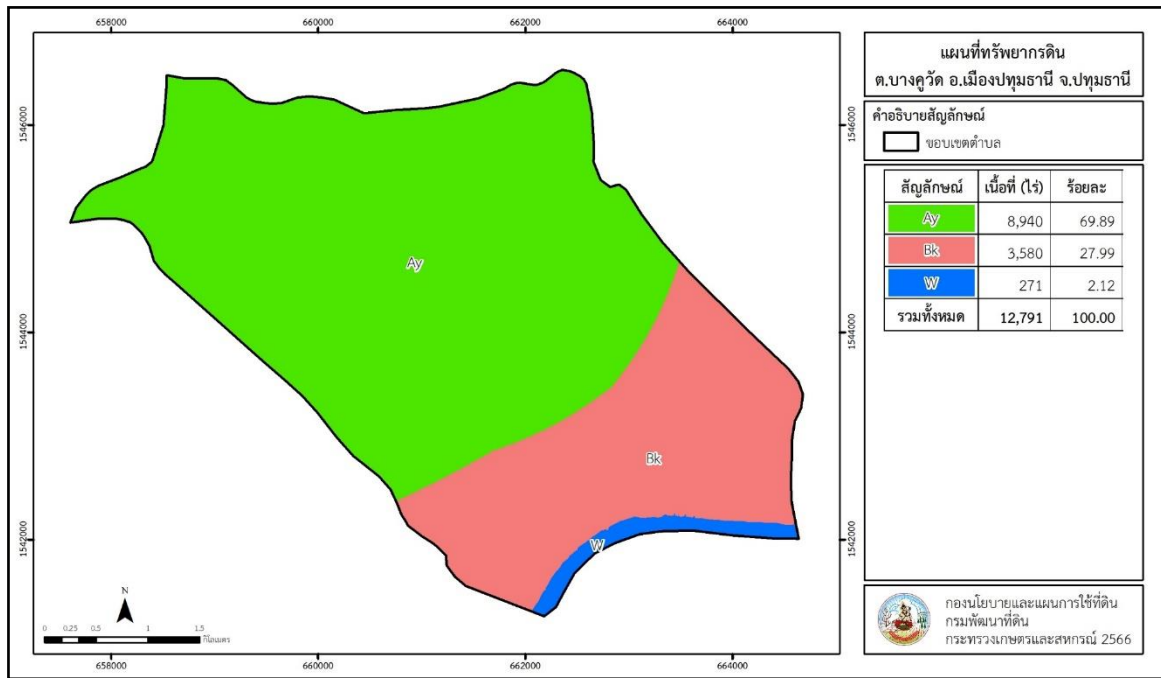 658000 660000 662000 664000
แผนที่ทรัพยากรดิน
ต.บางคูวัด อ.เมืองปทุมธานี จ.ปทุมธานี
คำอธิบายสัญลักษณ์
ขอบเขตตำบล
สัญลักษณ์ เนื้อที่ (ไร่) ร้อยละ
Ay 8,940 69.89
Bk 3,580 27.99
W 271 2.12
รวมทั้งหมด 12,791 100.00
1546000 1546000
Ay
1544000 1544000
Bk
1542000 1542000
W
N
0 0.25 0.5 1 1.5
กิโลเมตร
658000 660000 662000 664000
กองนโยบายและแผนการใช้ที่ดิน
กรมพัฒนาที่ดิน
กระทรวงเกษตรและสหกรณ์ 2566